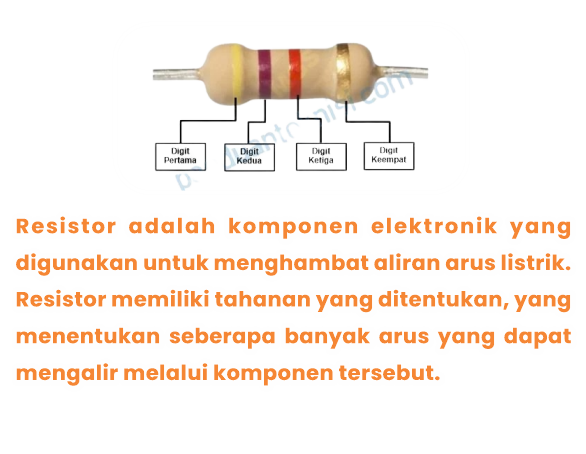 Digit Pertama
Digit Kedua
Digit Ketiga
Digit Keempat
Resistor adalah komponen elektronik yang
digunakan untuk menghambat aliran arus listrik.
Resistor memiliki tahanan yang ditentukan, yang
menentukan seberapa banyak arus yang dapat
mengalir melalui komponen tersebut.